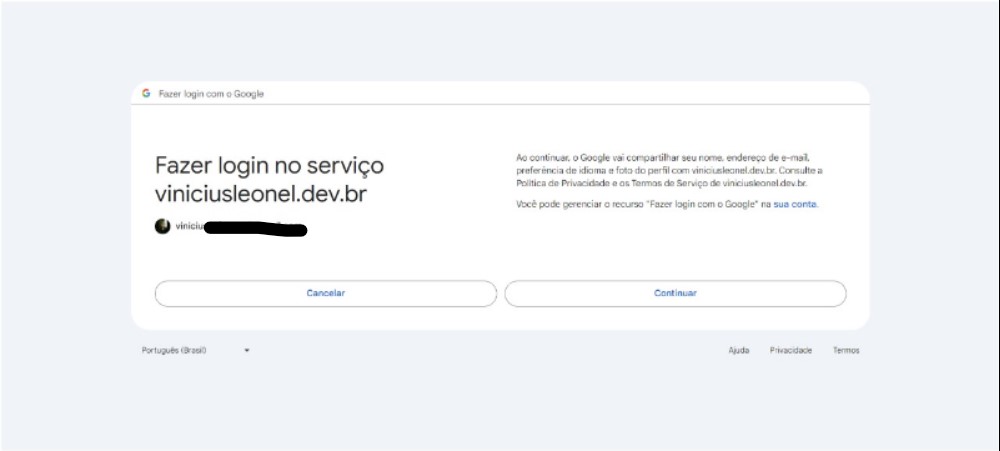 Fazer login com o Google
Fazer login no serviço
viniciusleonel.dev.br
viniciu
Ao continuar, o Google vai compartilhar seu nome, endereço de e-mail,
preferência de idioma e foto do perfil com viniciusleonel.dev.br. Consulte a
Política de Privacidade e os Termos de Serviço de viniciusleonel.dev.br.
Você pode gerenciar o recurso "Fazer login com o Google" na sua conta.
Cancelar
Continuar
Português (Brasil)
Ajuda Privacidade Termos